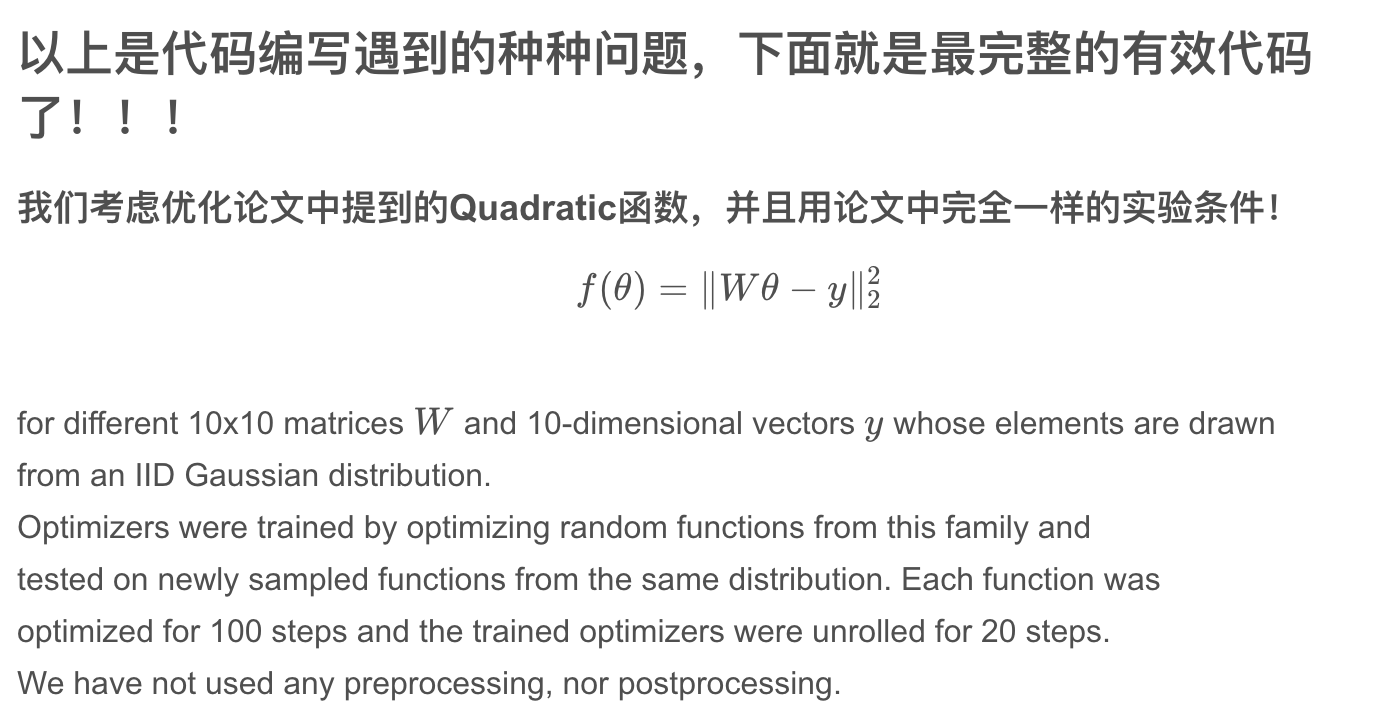 以上是代码编写遇到的种种问题，下面就是最完整的有效代码
了！！！
我们考虑优化论文中提到的Quadratic函数，并且用论文中完全一样的实验条件！
f(θ) = ‖Wθ − y‖₂²
for different 10x10 matrices W and 10-dimensional vectors y whose elements are drawn
from an IID Gaussian distribution.
Optimizers were trained by optimizing random functions from this family and
tested on newly sampled functions from the same distribution. Each function was
optimized for 100 steps and the trained optimizers were unrolled for 20 steps.
We have not used any preprocessing, nor postprocessing.